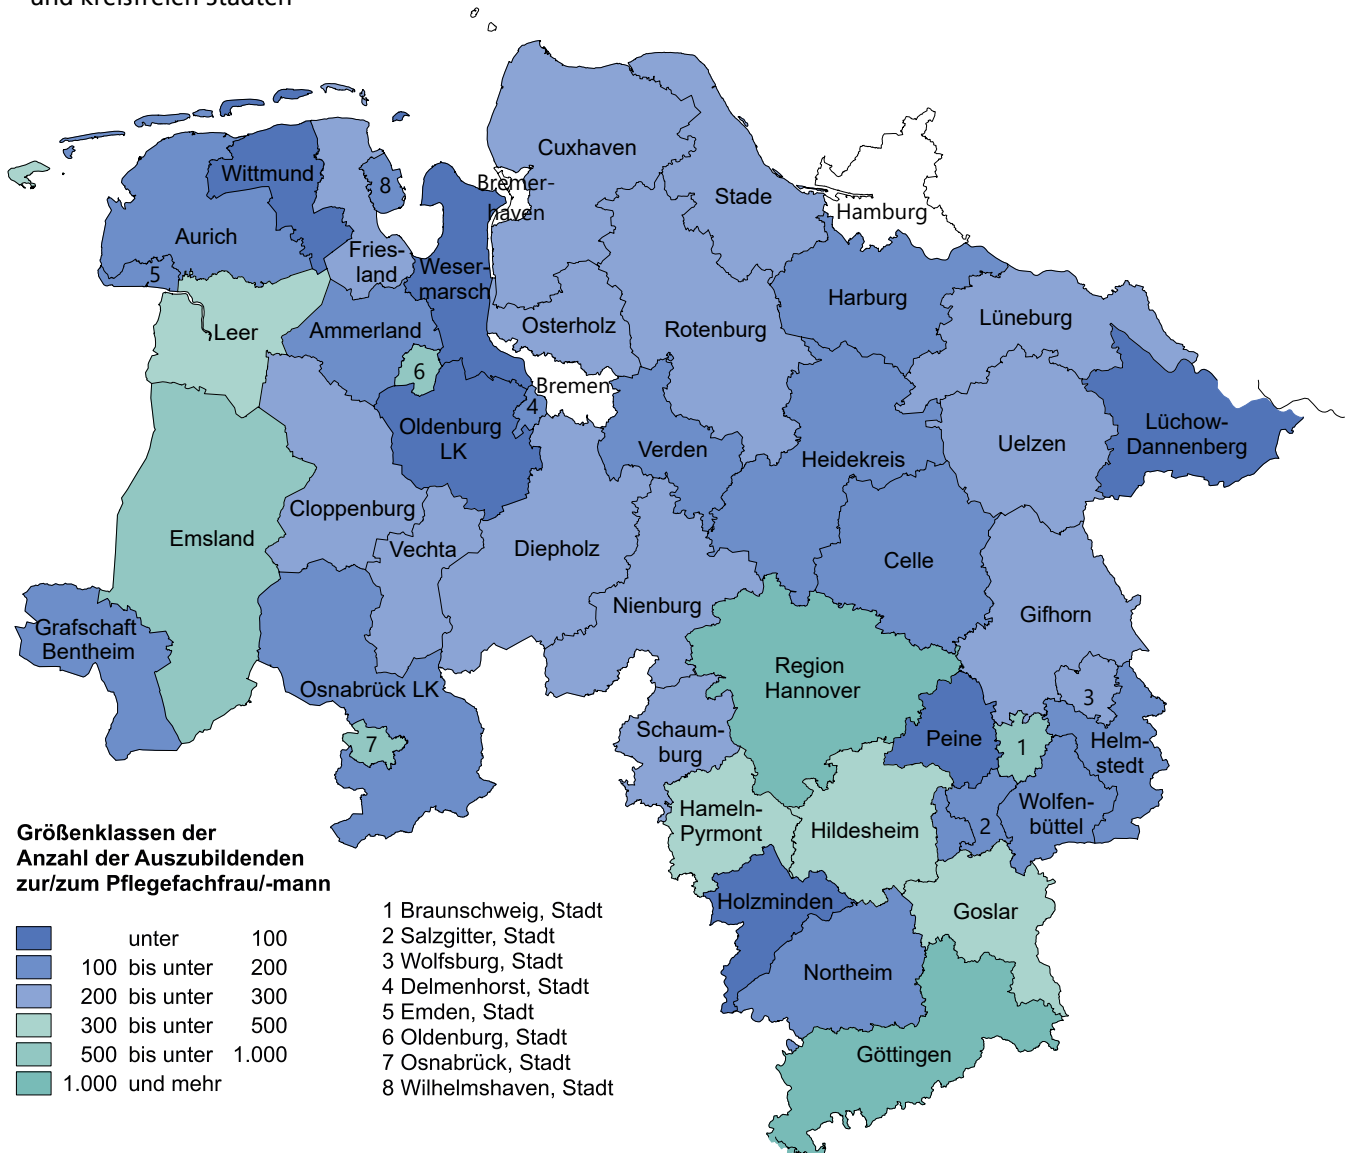 und kreisfreien Städten
Cuxhaven
Wittmund
Bremer-
haven
8
Stade
Hamburg
Aurich
Fries-
land
Weser-
marsch
5
Harburg
Lüneburg
Leer
Ammerland
Osterholz
Rotenburg
6
Bremen
4
Oldenburg
LK
Verden
Heidekreis
Uelzen
Lüchow-
Dannenberg
Cloppenburg
Emsland
Vechta
Diepholz
Celle
Nienburg
Gifhorn
Grafschaft
Bentheim
Region
Hannover
Osnabrück LK
3
Schaum-
burg
7
Peine
1
Helm-
stedt
Hameln-
Pyrmont
Hildesheim
2
Wolfen-
büttel
Holzminden
Goslar
Northeim
Göttingen
Größenklassen der
Anzahl der Auszubildenden
zur/zum Pflegefachfrau/-mann
unter 100
100 bis unter 200
200 bis unter 300
300 bis unter 500
500 bis unter 1.000
1.000 und mehr
1 Braunschweig, Stadt
2 Salzgitter, Stadt
3 Wolfsburg, Stadt
4 Delmenhorst, Stadt
5 Emden, Stadt
6 Oldenburg, Stadt
7 Osnabrück, Stadt
8 Wilhelmshaven, Stadt